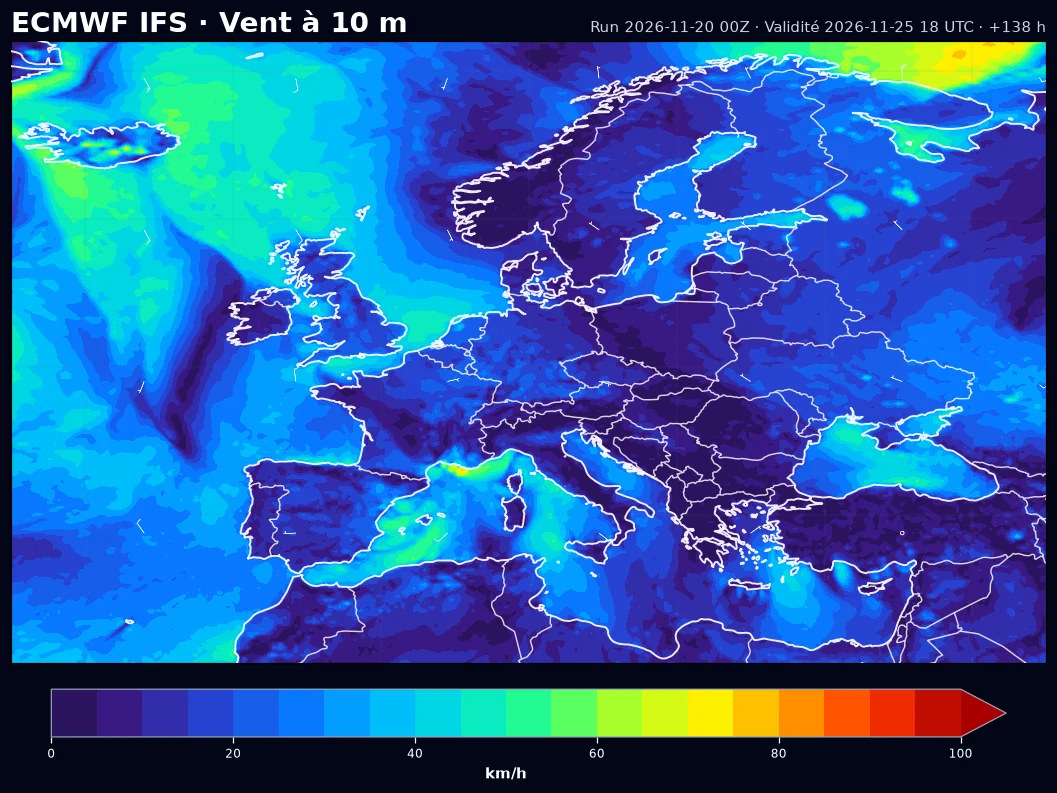 ECMWF IFS · Vent à 10 m
Run 2026-11-20 00Z · Validité 2026-11-25 18 UTC · +138 h
0 20 40 60 80 100
km/h